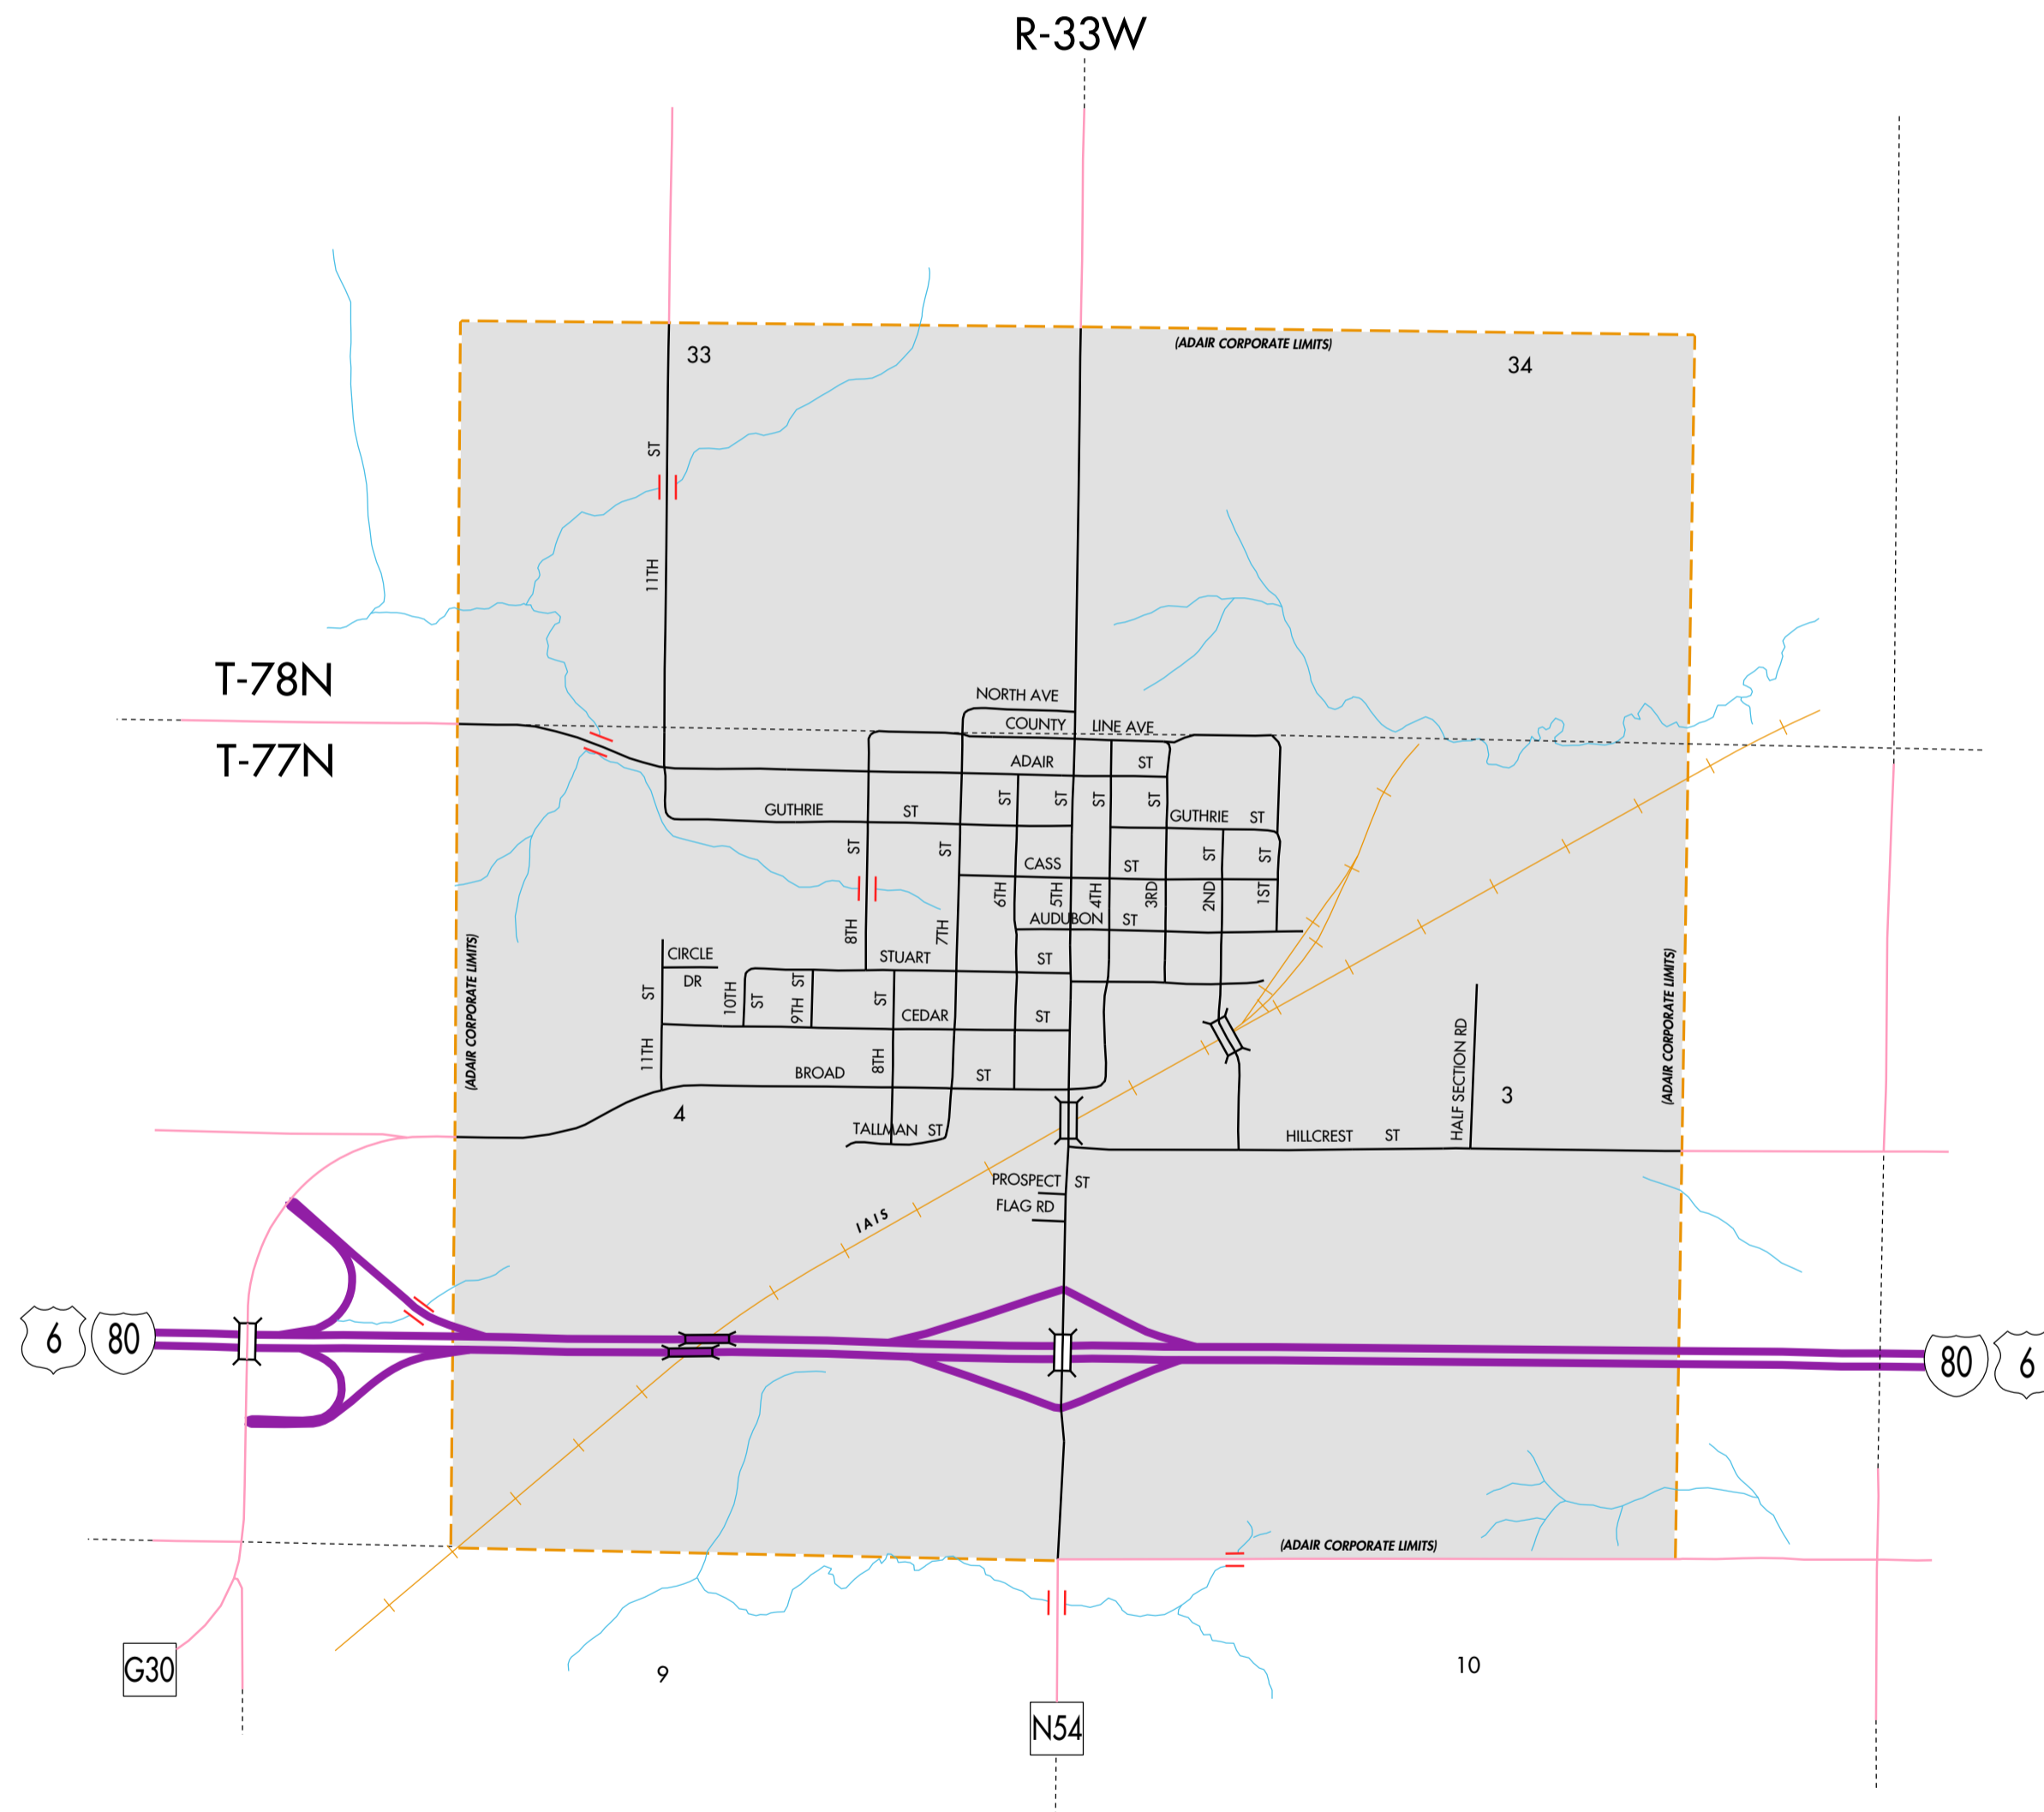 R-33W
(ADAIR CORPORATE LIMITS)
33
34
ST
11TH
T-78N
NORTH AVE
COUNTY LINE AVE
T-77N
ADAIR ST
ST
ST
ST
ST
GUTHRIE ST
GUTHRIE ST
ST
ST
ST
ST
CASS ST
6TH
5TH
4TH
3RD
2ND
1ST
AUDUBON ST
8TH
7TH
CIRCLE
DR
STUART ST
(ADAIR CORPORATE LIMITS)
(ADAIR CORPORATE LIMITS)
ST
10TH
ST
9TH ST
ST
CEDAR ST
11TH
8TH
BROAD ST
HALF SECTION RD
3
4
TALLMAN ST
HILLCREST ST
PROSPECT ST
FLAG RD
IAIS
6
80
80
6
(ADAIR CORPORATE LIMITS)
G30
9
10
N54